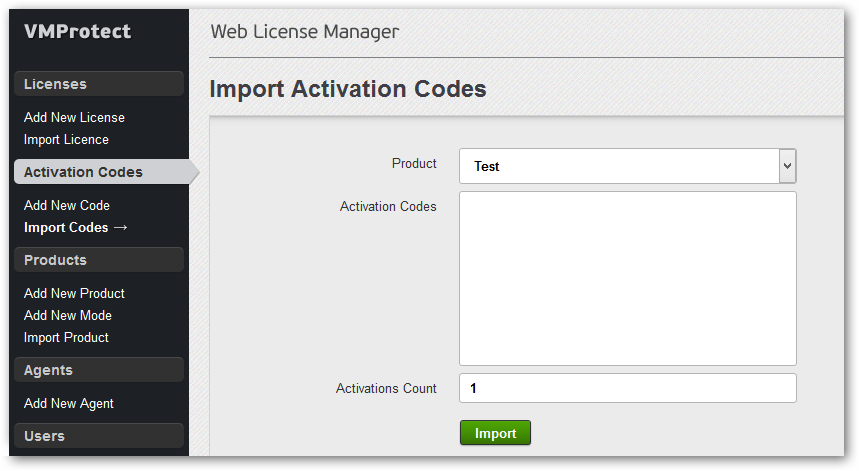 VMProtect
Web License Manager
Licenses
Add New License
Import Licence
Activation Codes
Add New Code
Import Codes →
Products
Add New Product
Add New Mode
Import Product
Agents
Add New Agent
Users
Import Activation Codes
Product
Test
Activation Codes
Activations Count
1
Import